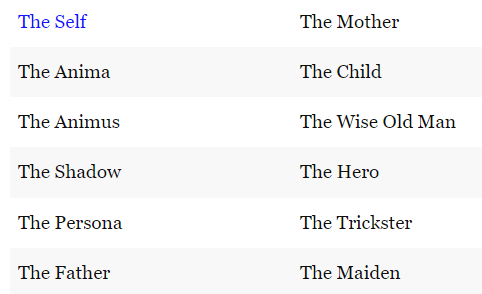 The Self The Mother
The Anima The Child
The Animus The Wise Old Man
The Shadow The Hero
The Persona The Trickster
The Father The Maiden